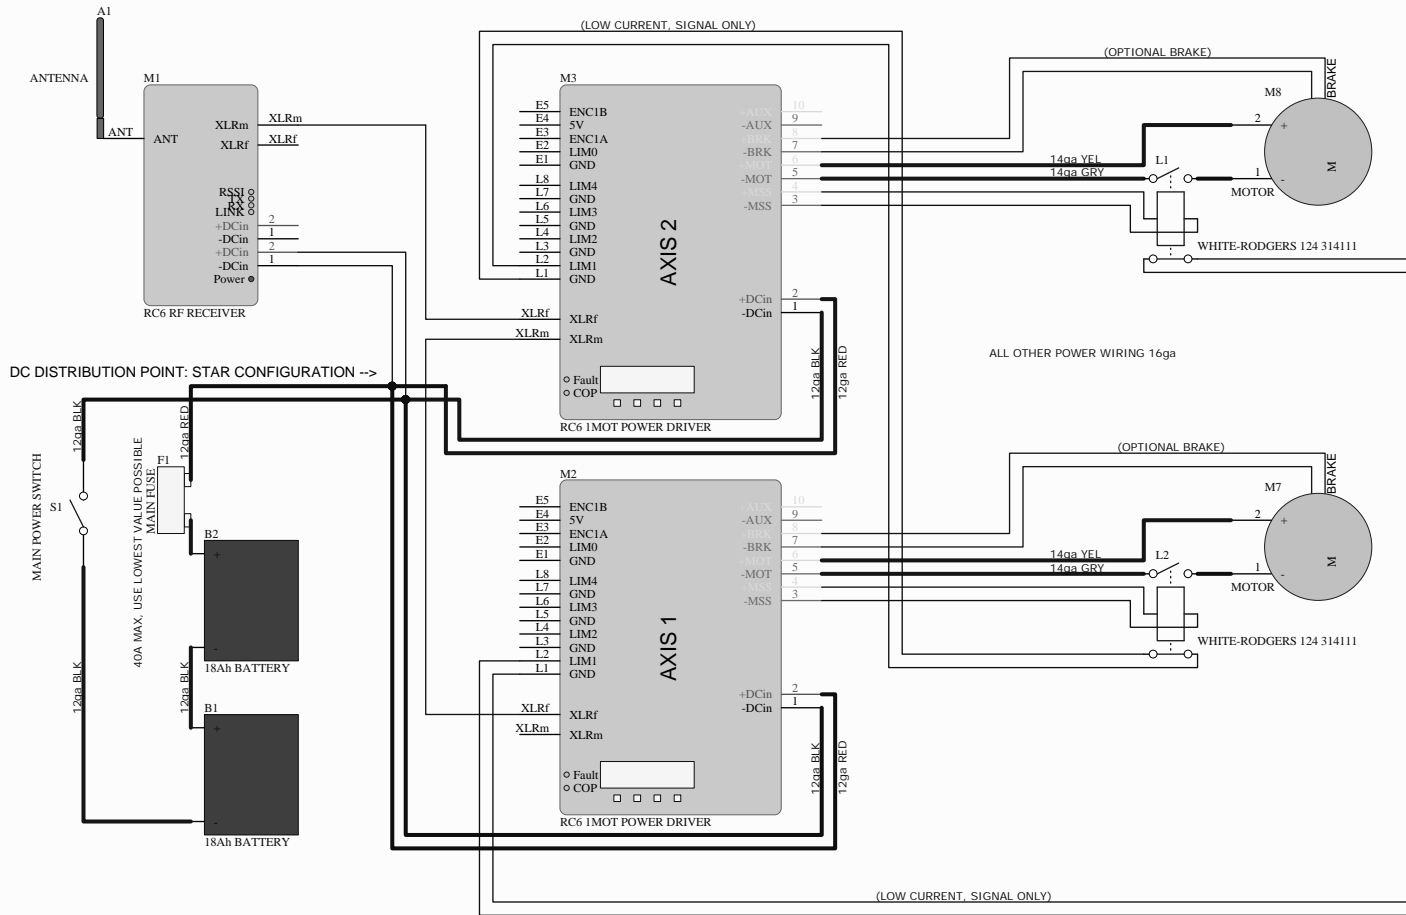 A1
ANTENNA
ANT
M1
ANT
XLRm
XLRf
RSSI
TX
RX
LINK
+DCin
-DCin
+DCin
-DCin
Power
XLRm
XLRf
2
1
2
1
RC6 RF RECEIVER
(LOW CURRENT, SIGNAL ONLY)
M3
E5
E4
E3
E2
E1
L8
L7
L6
L5
L4
L3
L2
L1
XLRf
XLRm
ENC1B
5V
ENC1A
LIM0
GND
LIM4
GND
LIM3
GND
LIM2
GND
LIM1
GND
XLRf
XLRm
Fault
COP
AXIS 2
+AUX
-AUX
+BRK
-BRK
+MOT
-MOT
+MSS
-MSS
+DCin
-DCin
10
9
8
7
6
5
4
3
2
1
12ga BLK
12ga RED
RC6 1MOT POWER DRIVER
(OPTIONAL BRAKE)
BRAKE
M8
2
1
+
-
M
MOTOR
14ga YEL
14ga GRY
L1
WHITE-RODGERS 124 314111
ALL OTHER POWER WIRING 16ga
DC DISTRIBUTION POINT: STAR CONFIGURATION -->
12ga BLK
12ga RED
MAIN POWER SWITCH
S1
40A MAX, USE LOWEST VALUE POSSIBLE
MAIN FUSE
F1
B2
+
-
18Ah BATTERY
12ga BLK
12ga BLK
B1
+
-
18Ah BATTERY
M2
E5
E4
E3
E2
E1
L8
L7
L6
L5
L4
L3
L2
L1
XLRf
XLRm
ENC1B
5V
ENC1A
LIM0
GND
LIM4
GND
LIM3
GND
LIM2
GND
LIM1
GND
XLRf
XLRm
Fault
COP
AXIS 1
+AUX
-AUX
+BRK
-BRK
+MOT
-MOT
+MSS
-MSS
+DCin
-DCin
10
9
8
7
6
5
4
3
2
1
12ga BLK
12ga RED
RC6 1MOT POWER DRIVER
(OPTIONAL BRAKE)
BRAKE
M7
2
1
+
-
M
MOTOR
14ga YEL
14ga GRY
L2
WHITE-RODGERS 124 314111
(LOW CURRENT, SIGNAL ONLY)